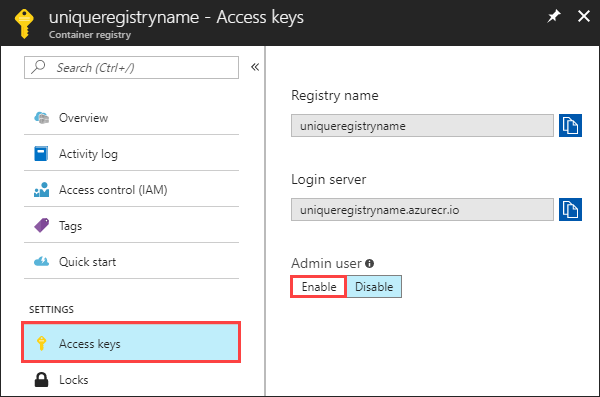 uniqueregistryname - Access keys
Container registry
Search (Ctrl+/)
Overview
Activity log
Access control (IAM)
Tags
Quick start
SETTINGS
Access keys
Locks
Registry name
uniqueregistryname
Login server
uniqueregistryname.azurecr.io
Admin user
Enable Disable